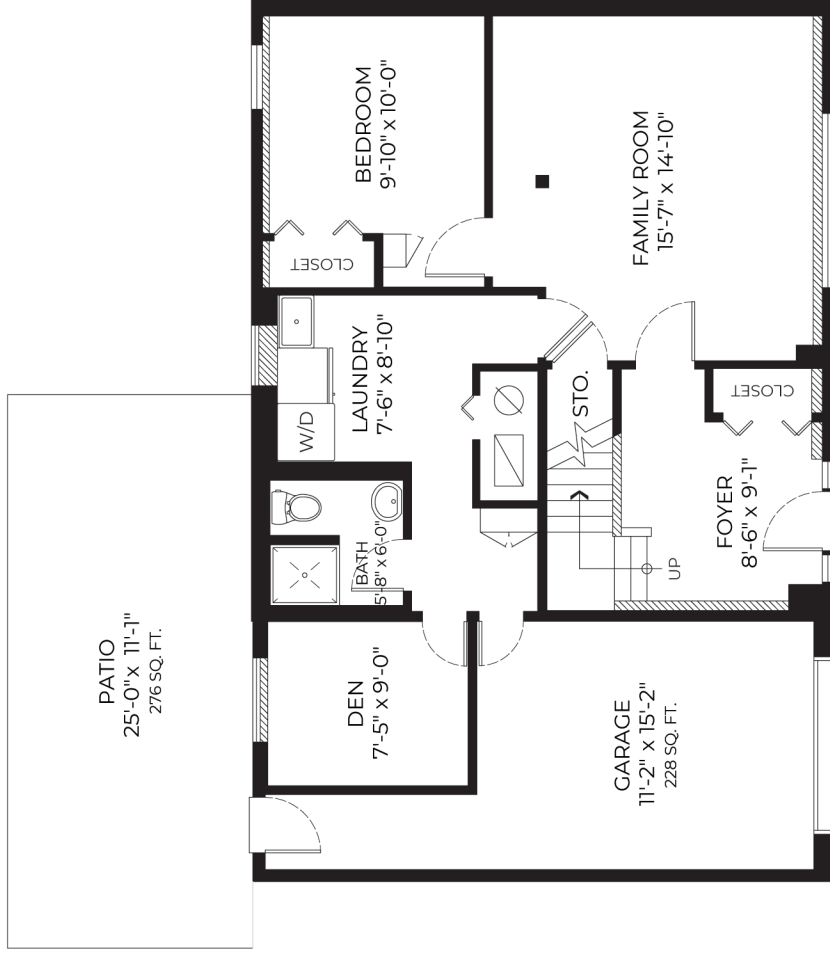 BEDROOM
9'-10" x 10'-0"
FAMILY ROOM
15'-7" x 14'-10"
CLOSET
LAUNDRY
7'-6" x 8'-10"
W/D
STO.
CLOSET
FOYER
8'-6" x 9'-1"
UP
BATH
5'-8" x 6'-0"
PATIO
25'-0" x 11'-1"
276 SQ. FT.
DEN
7'-5" x 9'-0"
GARAGE
11'-2" x 15'-2"
228 SQ. FT.